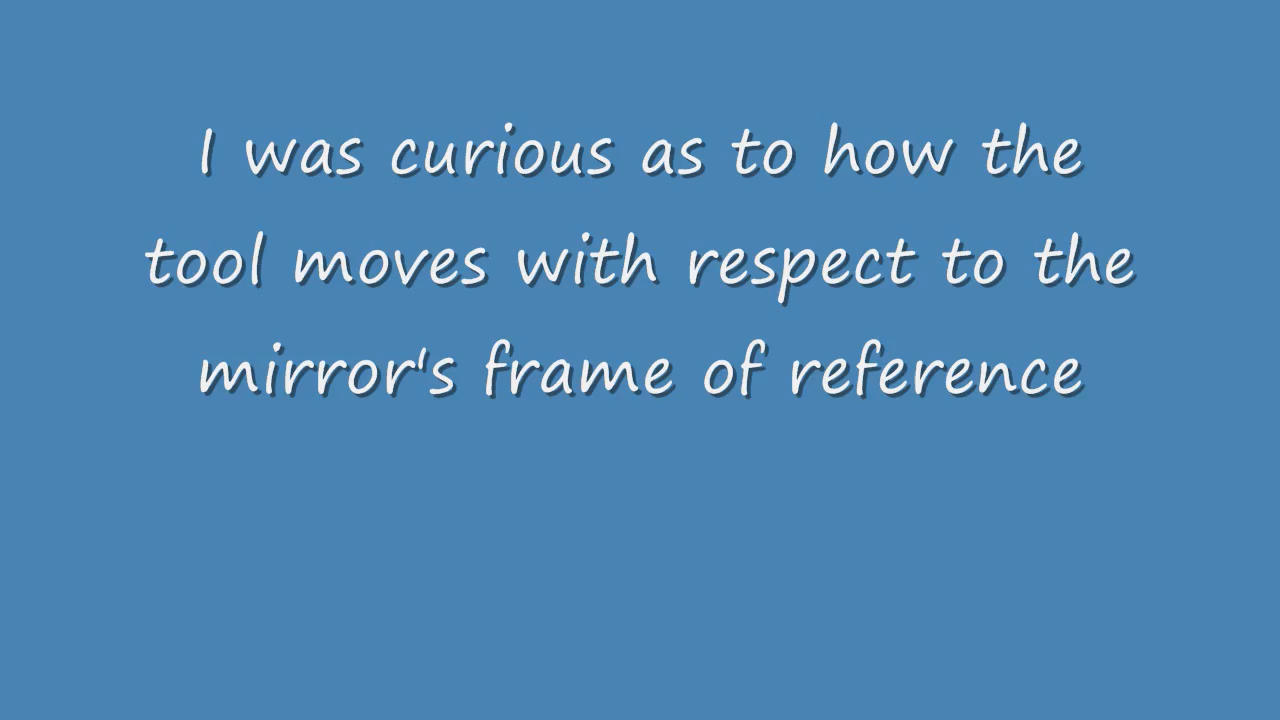 I was curious as to how the
tool moves with respect to the
mirror's frame of reference